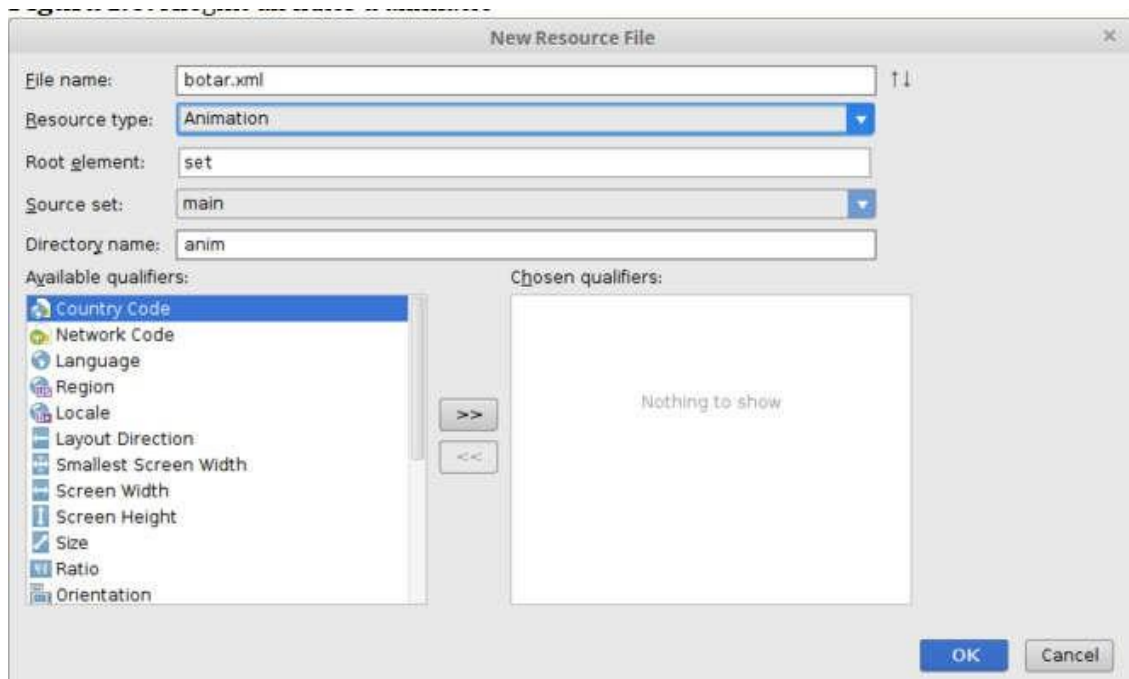 New Resource File
File name: botar.xml
Resource type: Animation
Root element: set
Source set: main
Directory name: anim
Available qualifiers:
Chosen qualifiers:
Country Code
Network Code
Language
Region
Locale
Layout Direction
Smallest Screen Width
Screen Width
Screen Height
Size
Ratio
Orientation
>>
<<
Nothing to show
OK
Cancel